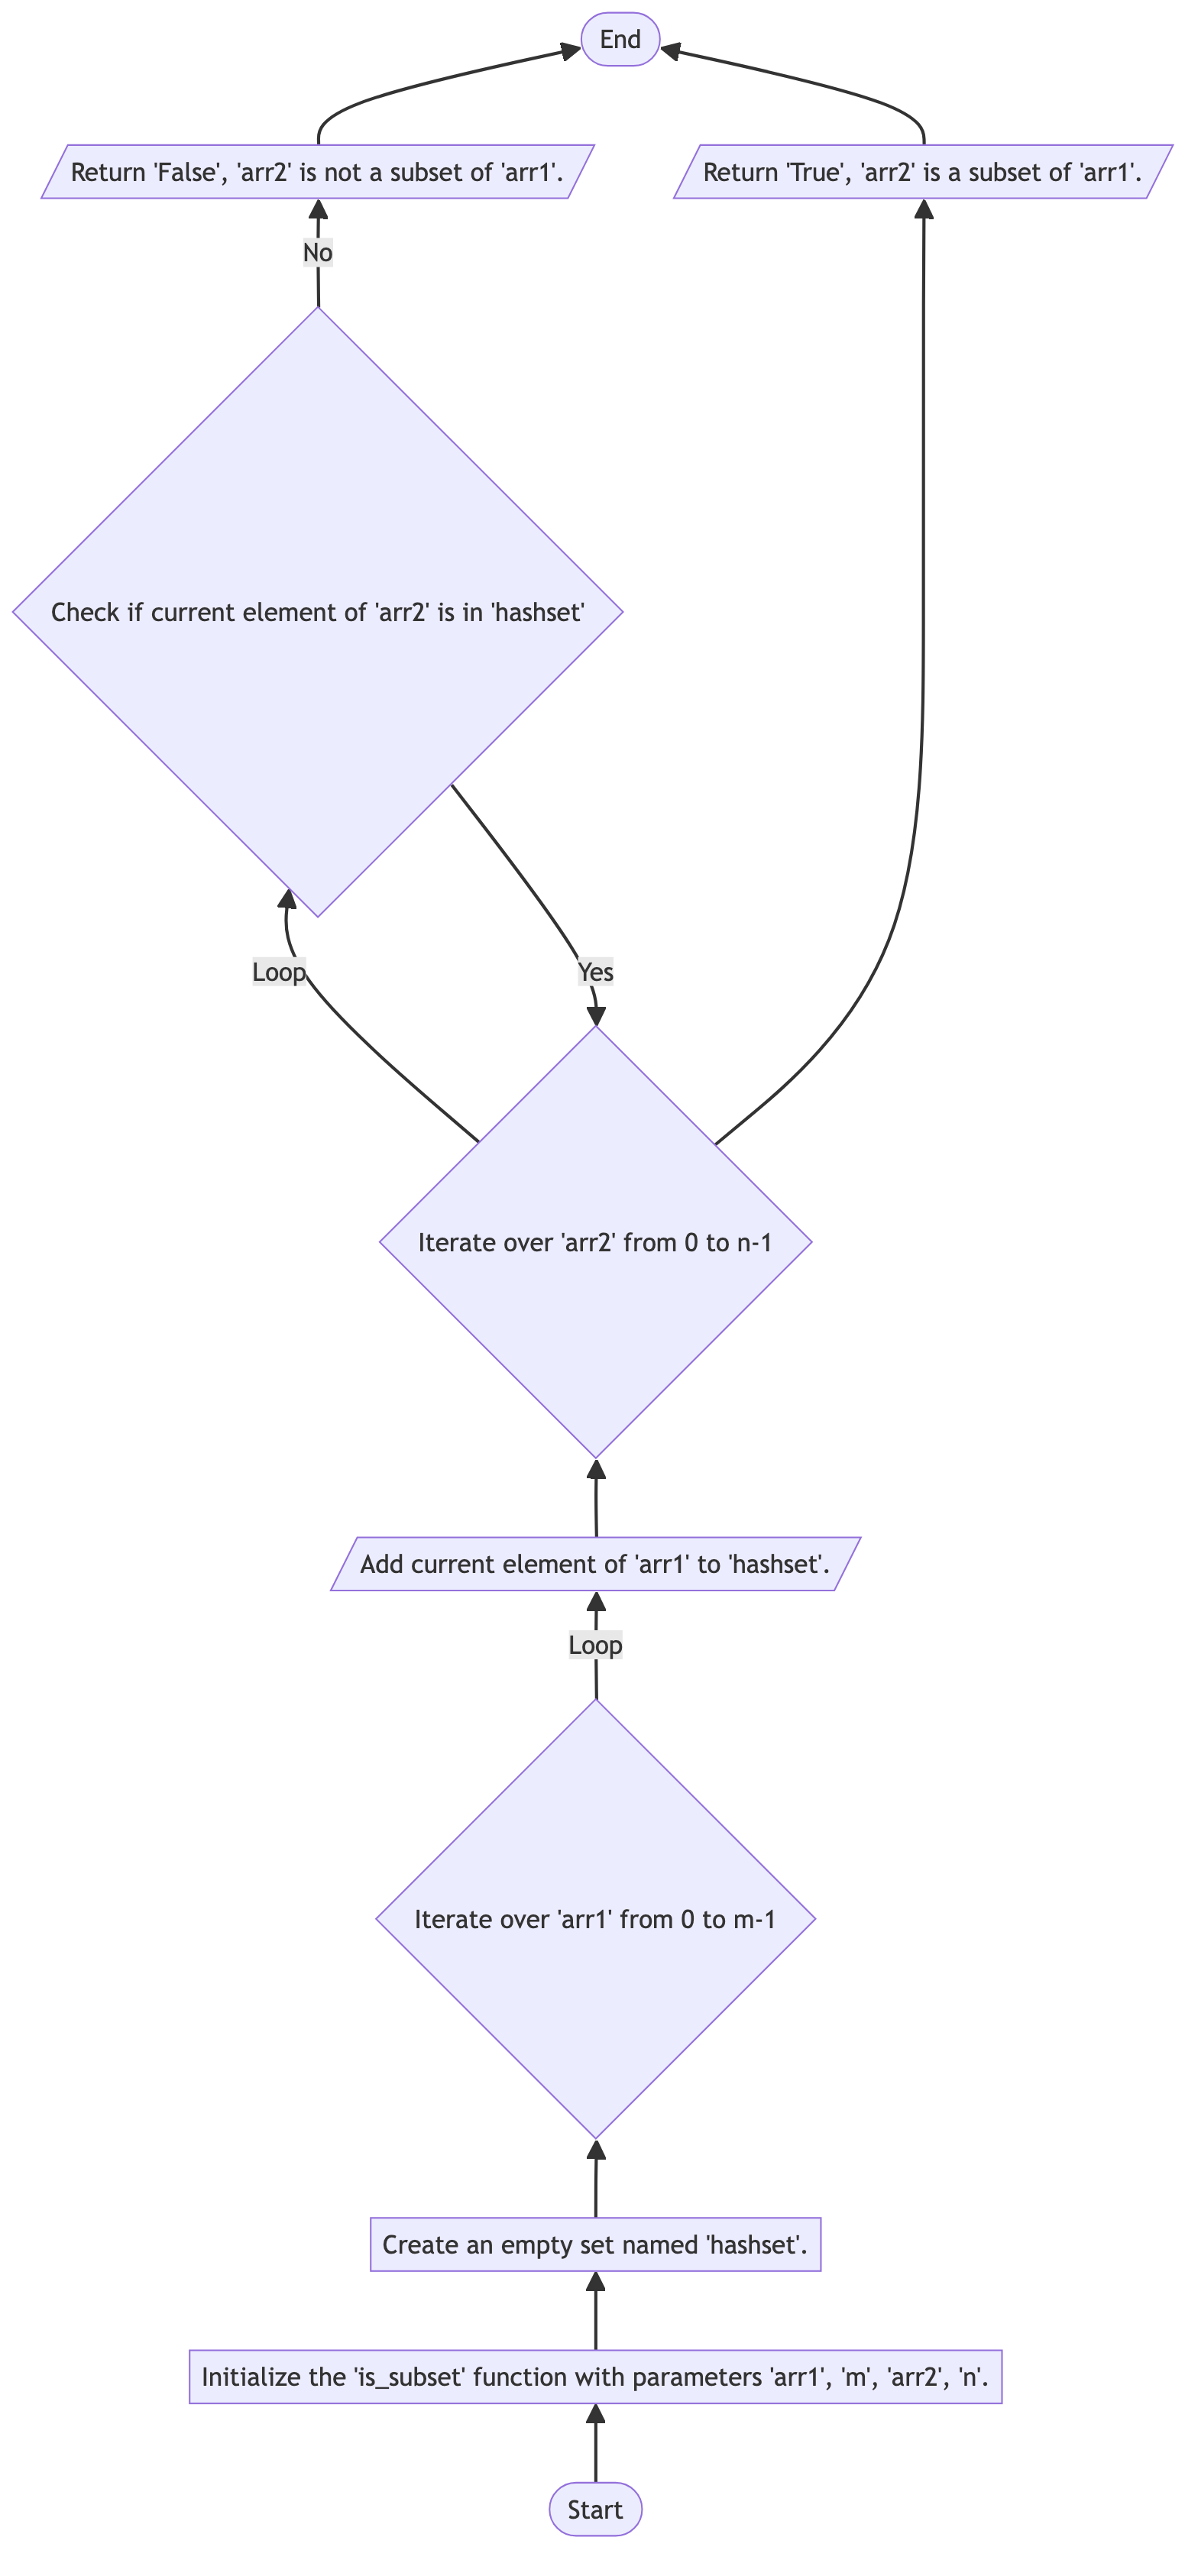 End
Return 'False', 'arr2' is not a subset of 'arr1'.
Return 'True', 'arr2' is a subset of 'arr1'.
No
Check if current element of 'arr2' is in 'hashset'
Loop
Yes
Iterate over 'arr2' from 0 to n-1
Add current element of 'arr1' to 'hashset'.
Loop
Iterate over 'arr1' from 0 to m-1
Create an empty set named 'hashset'.
Initialize the 'is_subset' function with parameters 'arr1', 'm', 'arr2', 'n'.
Start